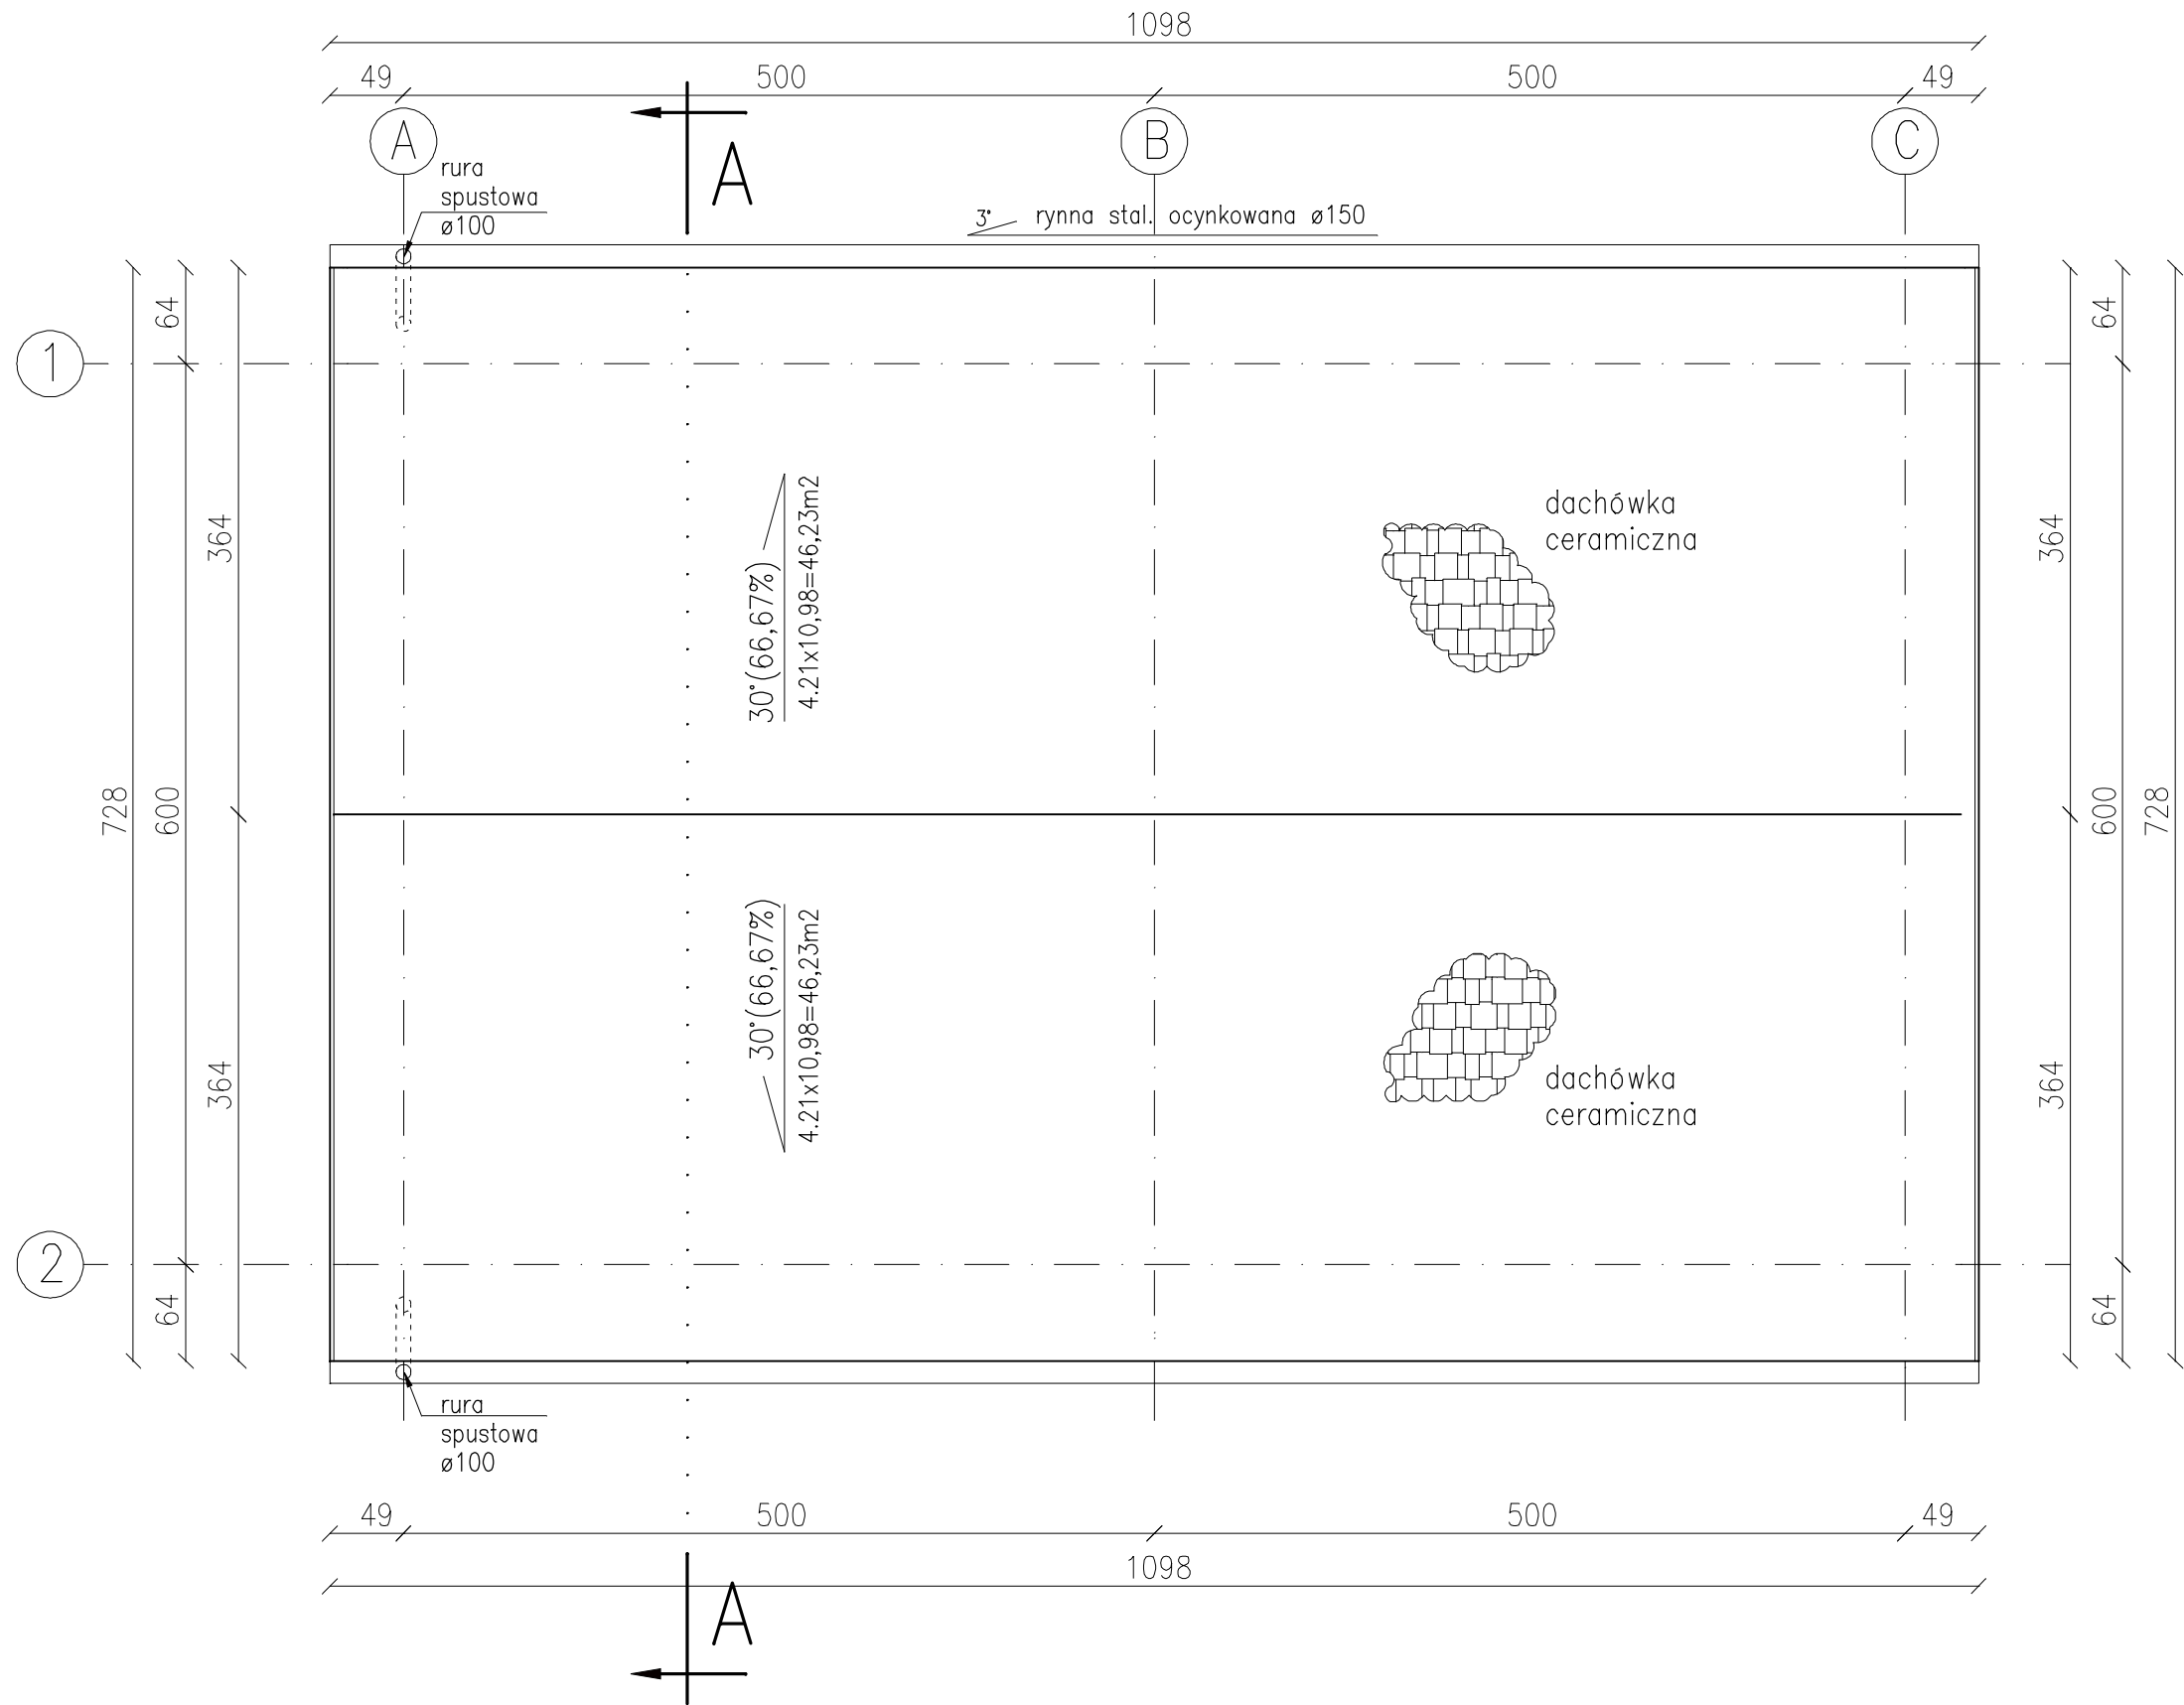 1098
49 500 500 49
A B C
A
rura
spustowa
ø100
3° rynna stal. ocynkowana ø150
64 64
1
364 364
30°(66,67%)
4.21x10,98=46,23m2
dachówka
ceramiczna
728 600 600 728
30°(66,67%)
4.21x10,98=46,23m2
dachówka
ceramiczna
364 364
2
64 64
rura
spustowa
ø100
49 500 500 49
1098
A